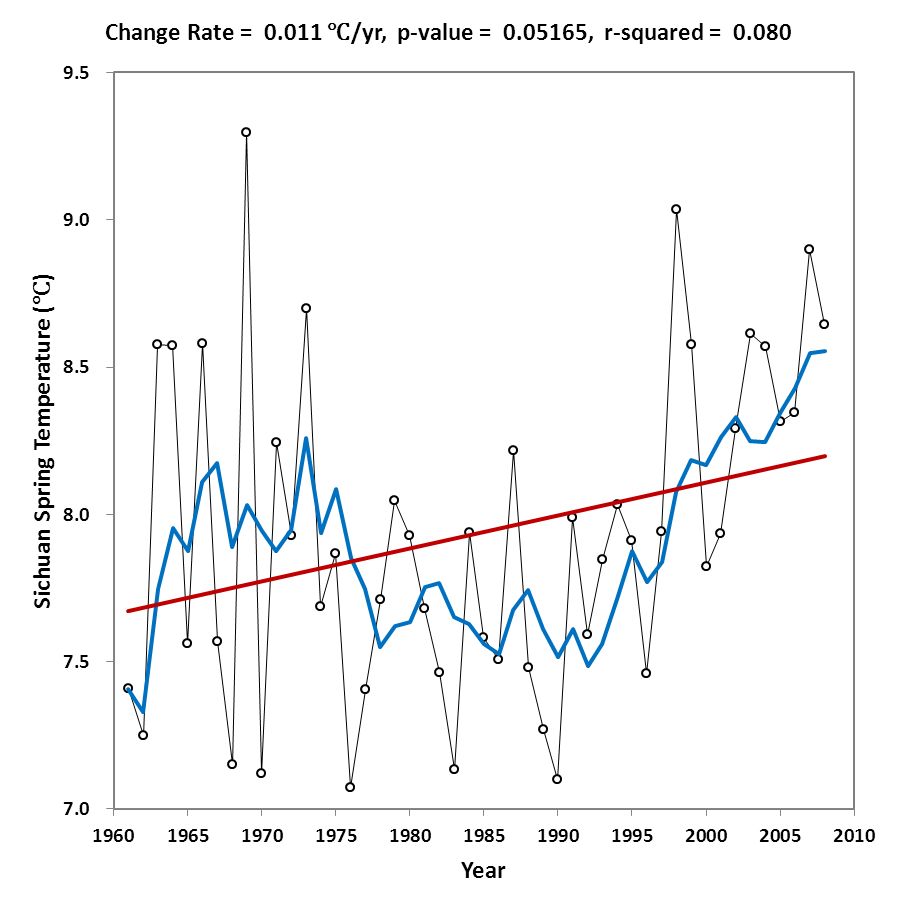 Change Rate = 0.011 ℃/yr, p-value = 0.05165, r-squared = 0.080
9.5
9.0
8.5
8.0
7.5
7.0
Sichuan Spring Temperature (℃)
1960 1965 1970 1975 1980 1985 1990 1995 2000 2005 2010
Year